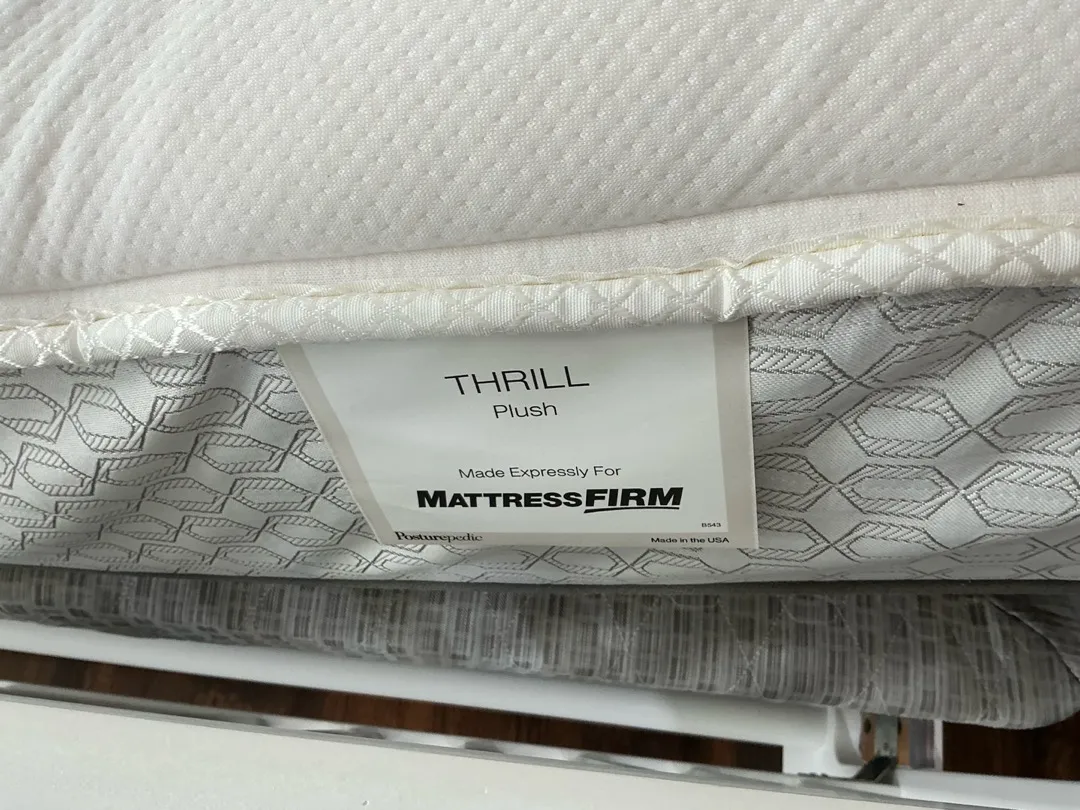 THRILL
Plush
Made Expressly For
MATTRESSFIRM
B543
Posturepedic
Made in the USA